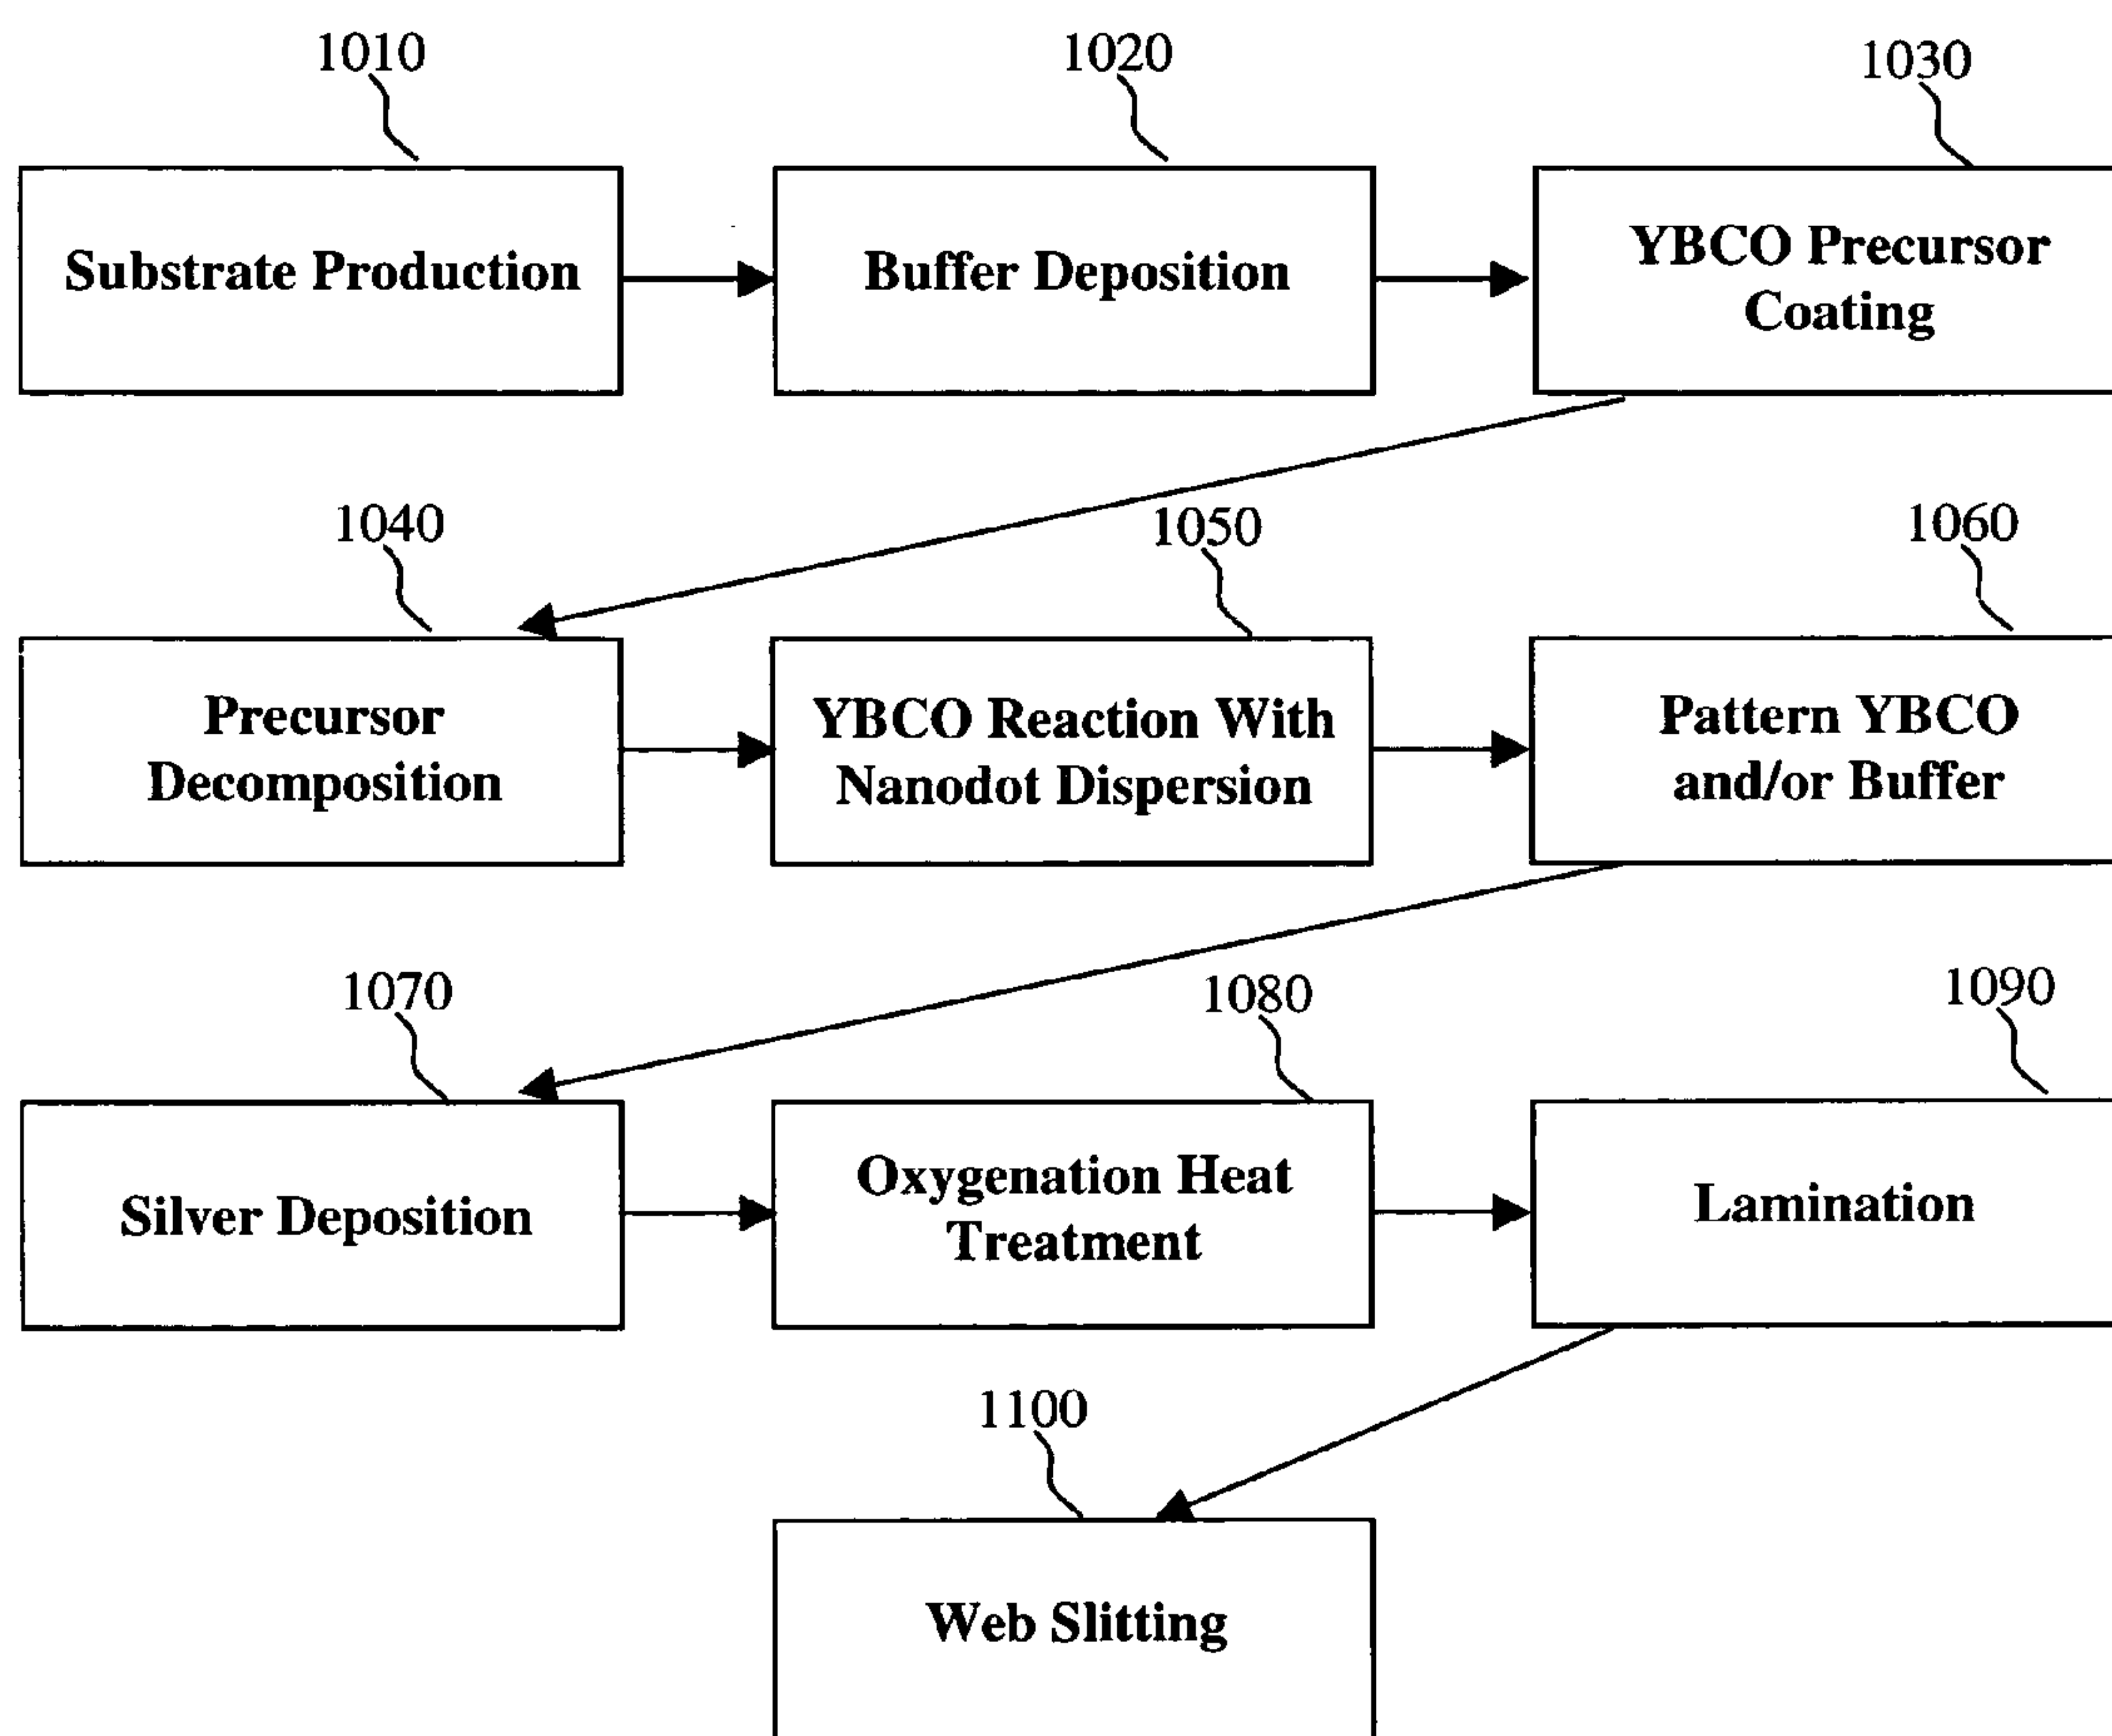 1010
1020
1030
Substrate Production
Buffer Deposition
YBCO Precursor
Coating
1040
1050
1060
Precursor
Decomposition
YBCO Reaction With
Nanodot Dispersion
Pattern YBCO
and/or Buffer
1070
1080
1090
Silver Deposition
Oxygenation Heat
Treatment
Lamination
1100
Web Slitting